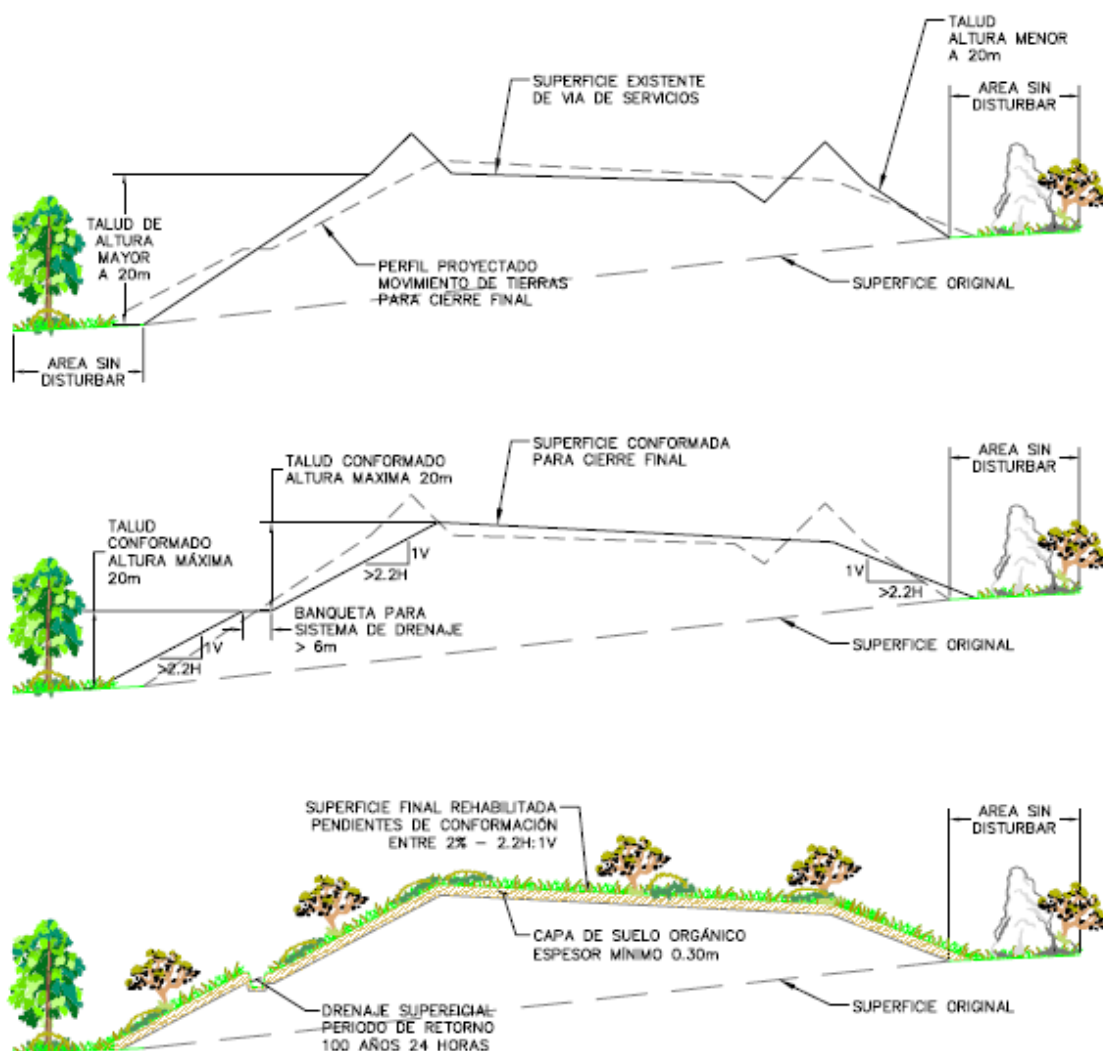 TALUD
ALTURA MENOR
A 20m
SUPERFICIE EXISTENTE
DE VIA DE SERVICIOS
AREA SIN
DISTURBAR
TALUD DE
ALTURA
MAYOR
A 20m
PERFIL PROYECTADO
MOVIMIENTO DE TIERRAS
PARA CIERRE FINAL
SUPERFICIE ORIGINAL
AREA SIN
DISTURBAR
SUPERFICIE CONFORMADA
PARA CIERRE FINAL
AREA SIN
DISTURBAR
TALUD CONFORMADO
ALTURA MAXIMA 20m
TALUD
CONFORMADO
ALTURA MÁXIMA
20m
1V
>2.2H
1V
>2.2H
BANQUETA PARA
SISTEMA DE DRENAJE
> 6m
1V
>2.2H
SUPERFICIE ORIGINAL
SUPERFICIE FINAL REHABILITADA
PENDIENTES DE CONFORMACIÓN
ENTRE 2% - 2.2H:1V
AREA SIN
DISTURBAR
CAPA DE SUELO ORGÁNICO
ESPESOR MÍNIMO 0.30m
DRENAJE SUPERFICIAL
PERIODO DE RETORNO
100 AÑOS 24 HORAS
SUPERFICIE ORIGINAL